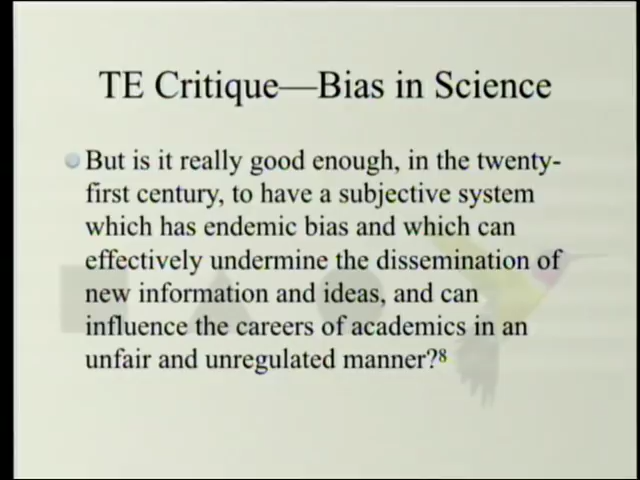 TE Critique—Bias in Science
But is it really good enough, in the twenty-
first century, to have a subjective system
which has endemic bias and which can
effectively undermine the dissemination of
new information and ideas, and can
influence the careers of academics in an
unfair and unregulated manner?⁸